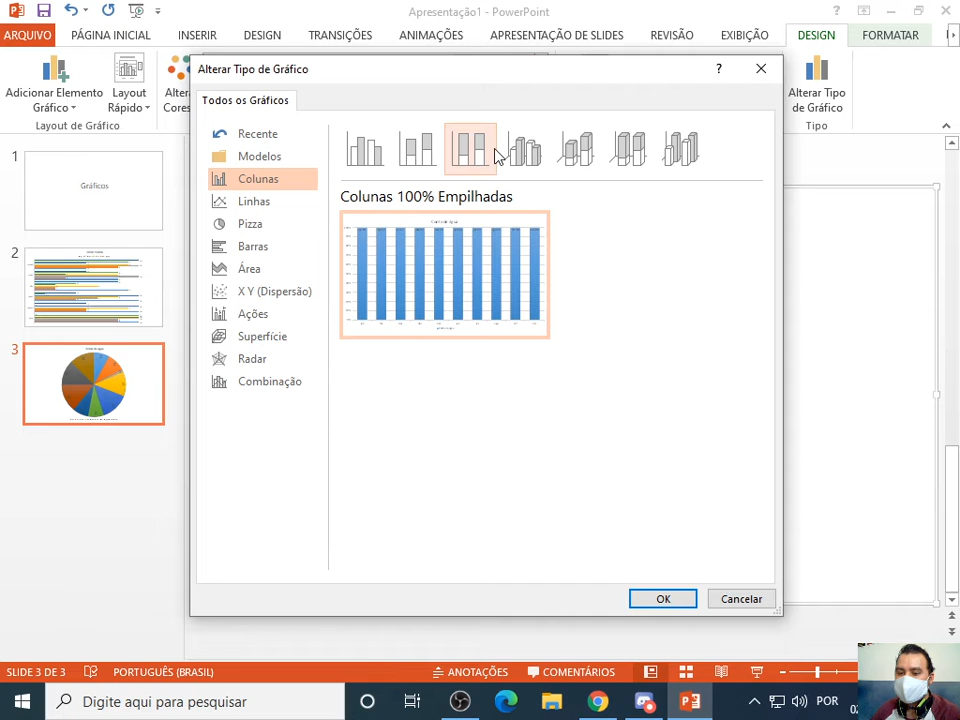 Apresentação1 - PowerPoint
ARQUIVO PÁGINA INICIAL INSERIR DESIGN TRANSIÇÕES ANIMAÇÕES APRESENTAÇÃO DE SLIDES REVISÃO EXIBIÇÃO DESIGN FORMATAR
Adicionar Elemento Gráfico
Layout Rápido
Layout de Gráfico
Alterar Tipo de Gráfico
Tipo
Alterar Tipo de Gráfico
Todos os Gráficos
Recente
Modelos
Colunas
Linhas
Pizza
Barras
Área
X Y (Dispersão)
Ações
Superfície
Radar
Combinação
Colunas 100% Empilhadas
OK
Cancelar
1
Gráficos
2
3
SLIDE 3 DE 3
PORTUGUÊS (BRASIL)
ANOTAÇÕES
COMENTÁRIOS
Digite aqui para pesquisar
POR